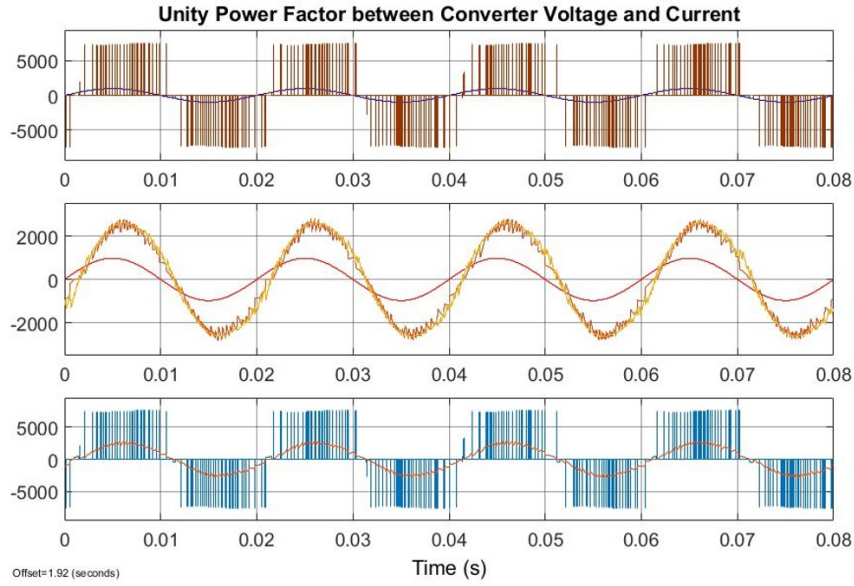 Unity Power Factor between Converter Voltage and Current
5000
0
-5000
0 0.01 0.02 0.03 0.04 0.05 0.06 0.07 0.08
2000
0
-2000
0 0.01 0.02 0.03 0.04 0.05 0.06 0.07 0.08
5000
0
-5000
0 0.01 0.02 0.03 0.04 0.05 0.06 0.07 0.08
Time (s)
Offset=1.92 (seconds)